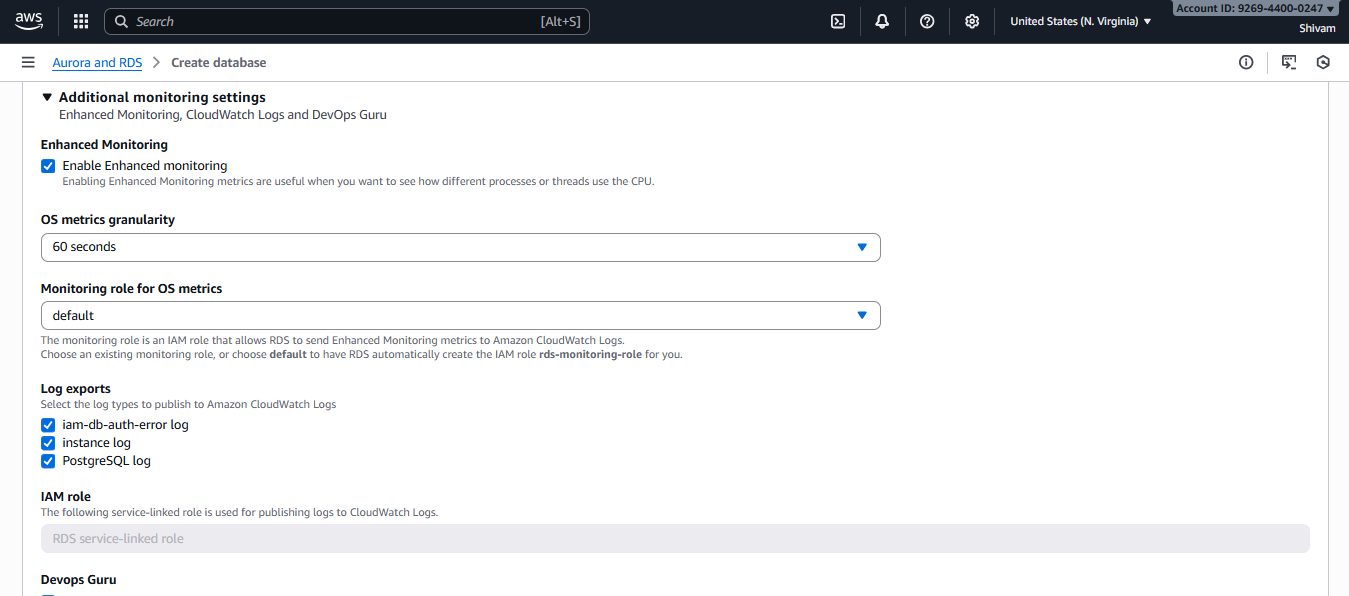 aws
Search
[Alt+S]
United States (N. Virginia)
Account ID: 9269-4400-0247
Shivam
Aurora and RDS
Create database
Additional monitoring settings
Enhanced Monitoring, CloudWatch Logs and DevOps Guru
Enhanced Monitoring
Enable Enhanced monitoring
Enabling Enhanced Monitoring metrics are useful when you want to see how different processes or threads use the CPU.
OS metrics granularity
60 seconds
Monitoring role for OS metrics
default
The monitoring role is an IAM role that allows RDS to send Enhanced Monitoring metrics to Amazon CloudWatch Logs.
Choose an existing monitoring role, or choose default to have RDS automatically create the IAM role rds-monitoring-role for you.
Log exports
Select the log types to publish to Amazon CloudWatch Logs
iam-db-auth-error log
instance log
PostgreSQL log
IAM role
The following service-linked role is used for publishing logs to CloudWatch Logs.
RDS service-linked role
Devops Guru